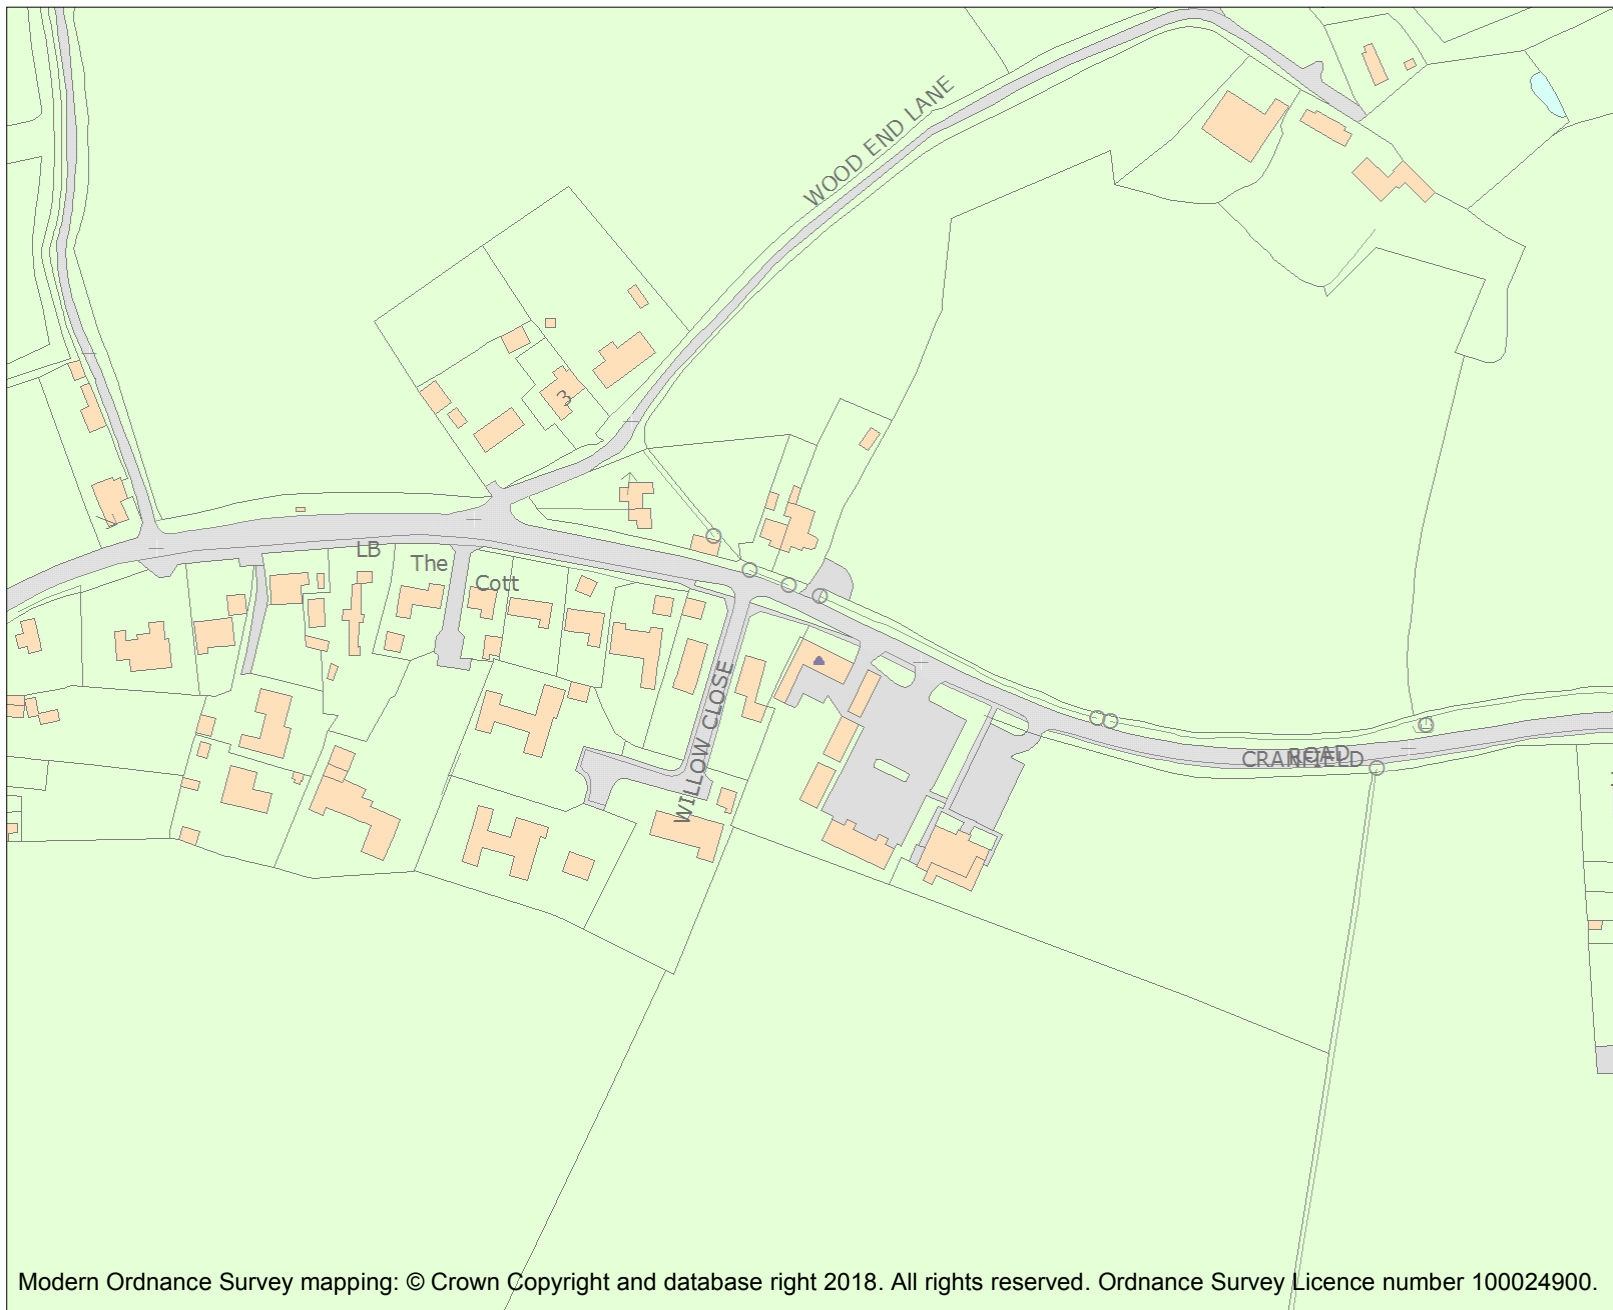 WOOD END LANE
3
LB
The
Cott
WILLOW CLOSE
CRANFIELD
ROAD
Modern Ordnance Survey mapping: © Crown Copyright and database right 2018. All rights reserved. Ordnance Survey Licence number 100024900.